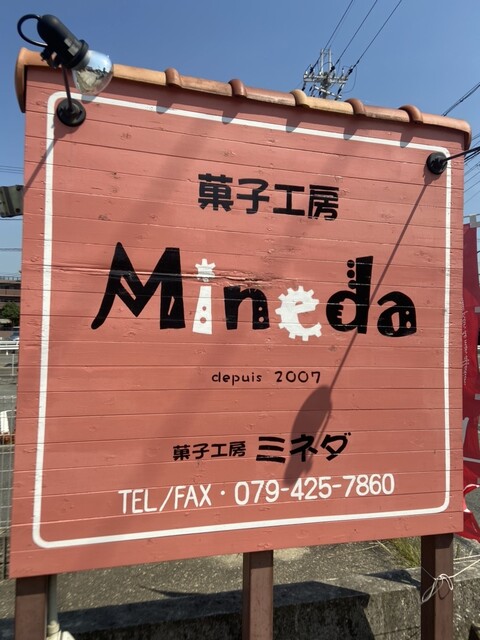 菓子工房
Mineda
depuis 2007
菓子工房 ミネダ
TEL/FAX・079-425-7860